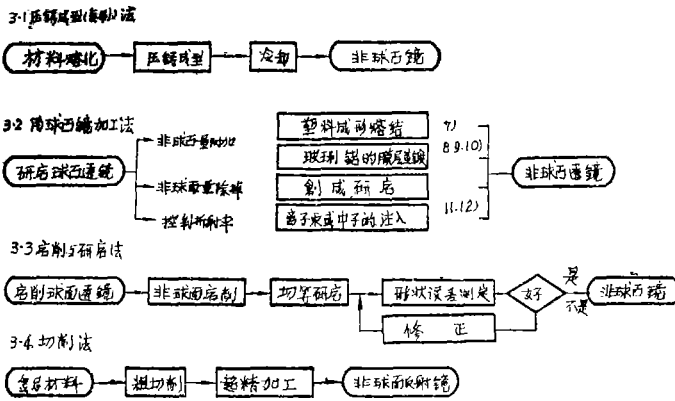 3·1 压铸成型(复制)法
材料熔化
压铸成型
冷却
非球面镜
3·2 用球面镜加工法
研磨球面透镜
非球面量附加
非球面量除掉
控制折射率
塑料成形熔结
玻璃、铝的膜层镀
創成研磨
离子束或中子的注入
7)
8 9.10)
11.12)
非球面透镜
3·3 磨削与研磨法
磨削球面透镜
非球面磨削
均等研磨
形状误差测定
好
是
不是
修正
非球面镜
3·4. 切削法
金属材料
粗切削
超精加工
非球面反射镜